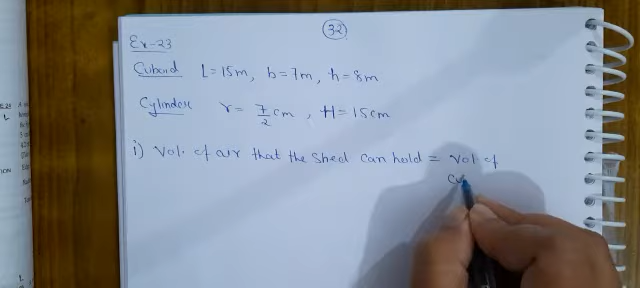 32
Ex-23
Cuboid L=15m, b=7m, h=8m
Cylinder r= 7/2 cm, H=15cm
i) Vol. of air that the shed can hold = Vol. of
Cu